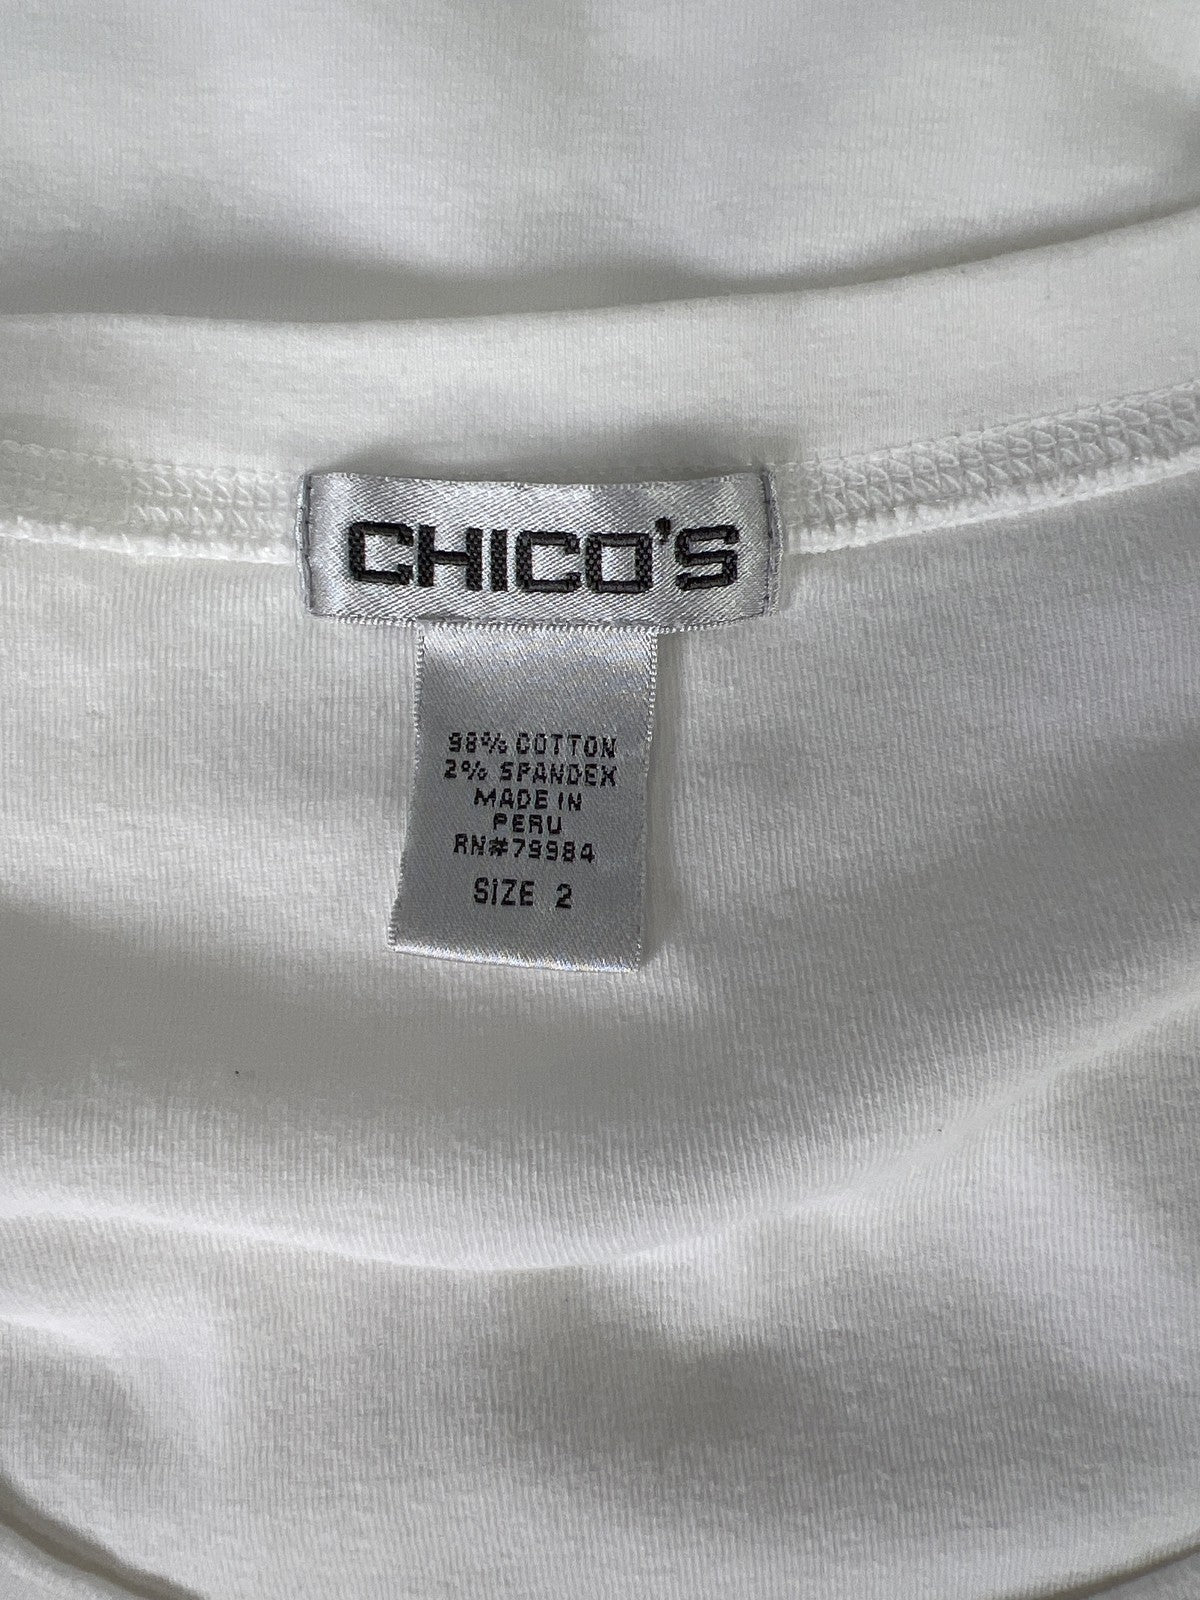 CHICO'S
98% COTTON
2% SPANDEX
MADE IN
PERU
RN#79984
SIZE 2